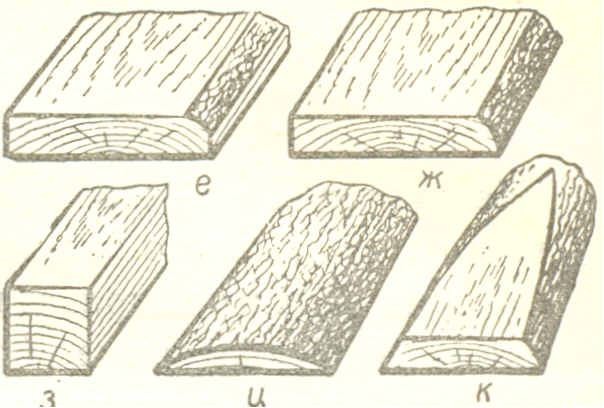 е ж
з и к